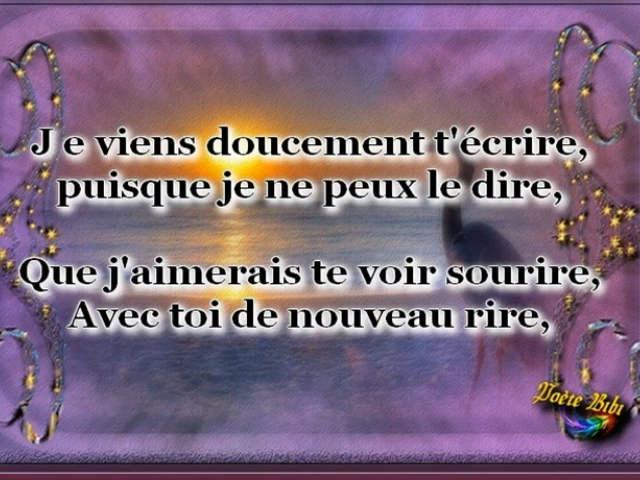 J e viens doucement t'écrire,
puisque je ne peux le dire,
Que j'aimerais te voir sourire,
Avec toi de nouveau rire,
Poète Bibi